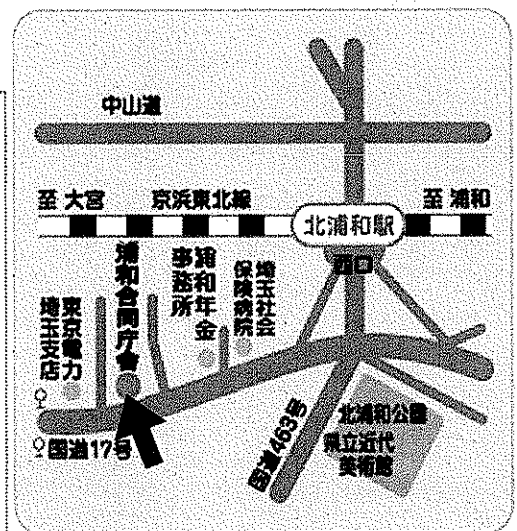 中山道
至 大宮
京浜東北線
至 浦和
北浦和駅
西口
浦和合同庁舎
浦和年金
事務所
埼玉社会
保険病院
東京電力
埼玉支店
国道17号
国道463号
北浦和公園
県立近代
美術館